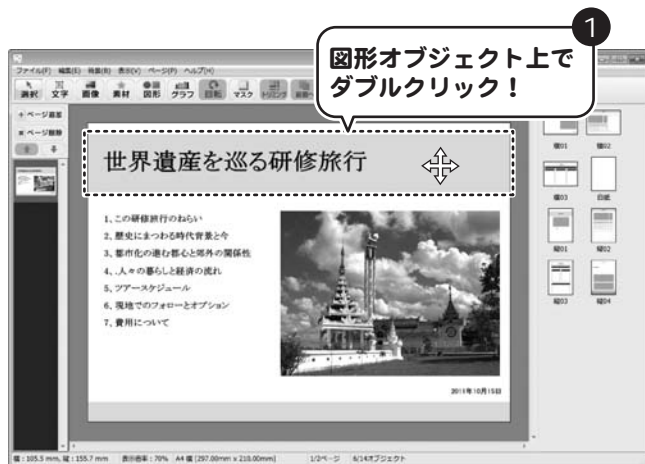 1
図形オブジェクト上で
ダブルクリック！
ファイル(F) 編集(E) 背景(B) 表示(V) ページ(P) ヘルプ(H)
選択 文字 画像 素材 図形 グラフ 回転 マスク トリミング
+ ページ追加
× ページ削除
世界遺産を巡る研修旅行
1、この研修旅行のねらい
2、歴史にまつわる時代背景と今
3、都市化の進む都心と郊外の関係性
4、.人々の暮らしと経済の流れ
5、ツアースケジュール
6、現地でのフォローとオプション
7、費用について
2011年10月15日
横01 横02
横03 白紙
縦01 縦02
縦03 縦04
横：105.5 mm, 縦：155.7 mm 表示倍率：70% A4 横 (297.00mm x 210.00mm) 1/2ページ 6/14オブジェクト